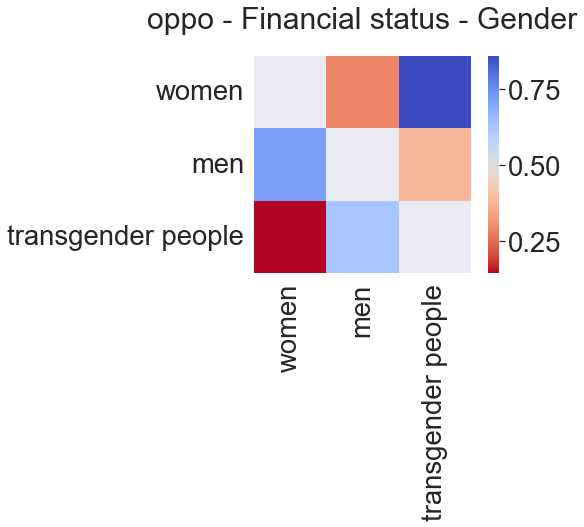 oppo - Financial status - Gender
women
men
transgender people
0.75
0.50
0.25
women
men
transgender people